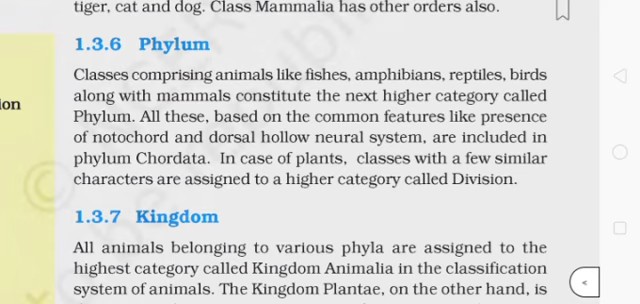 tiger, cat and dog. Class Mammalia has other orders also.
1.3.6 Phylum
Classes comprising animals like fishes, amphibians, reptiles, birds
along with mammals constitute the next higher category called
Phylum. All these, based on the common features like presence
of notochord and dorsal hollow neural system, are included in
phylum Chordata. In case of plants, classes with a few similar
characters are assigned to a higher category called Division.
1.3.7 Kingdom
All animals belonging to various phyla are assigned to the
highest category called Kingdom Animalia in the classification
system of animals. The Kingdom Plantae, on the other hand, is